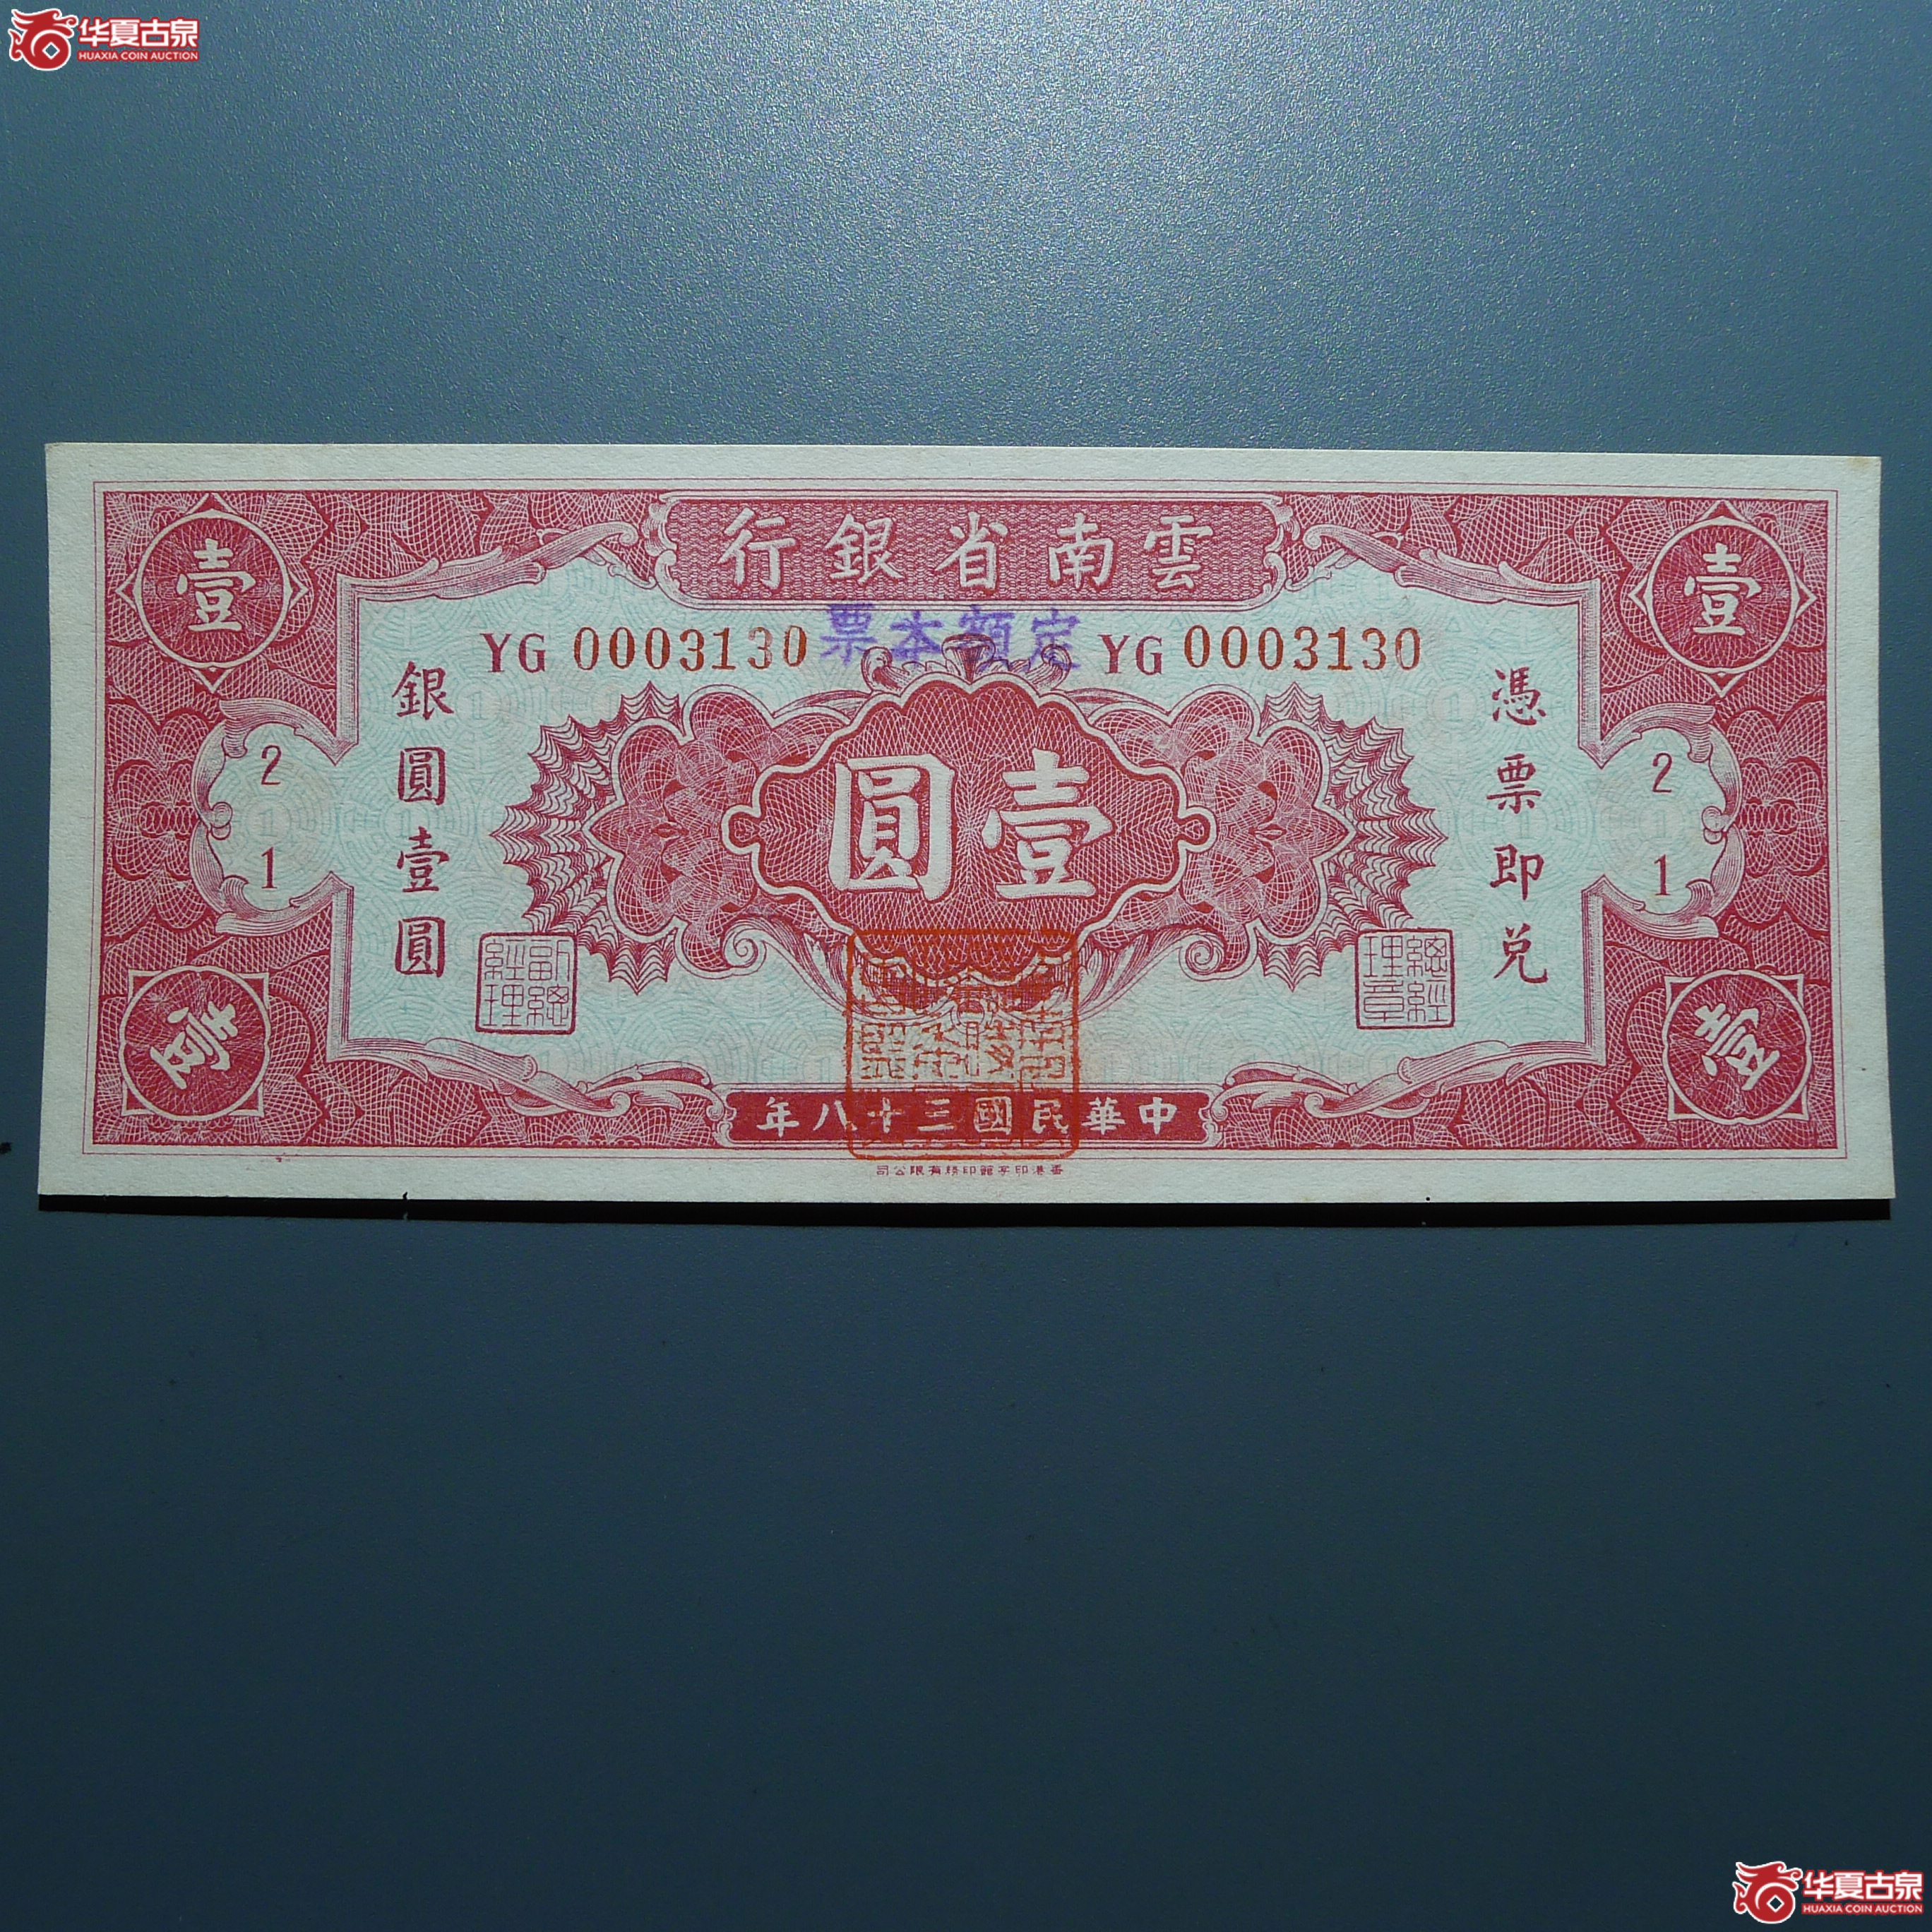 华夏古泉
HUAXIA COIN AUCTION
壹
雲南省銀行
壹
定額本票
YG 0003130
YG 0003130
憑票即兌
銀圓壹圓
2
1
2
1
壹圓
總經理章
副總經理
壹
中華民國三十八年
壹
华夏古泉
HUAXIA COIN AUCTION